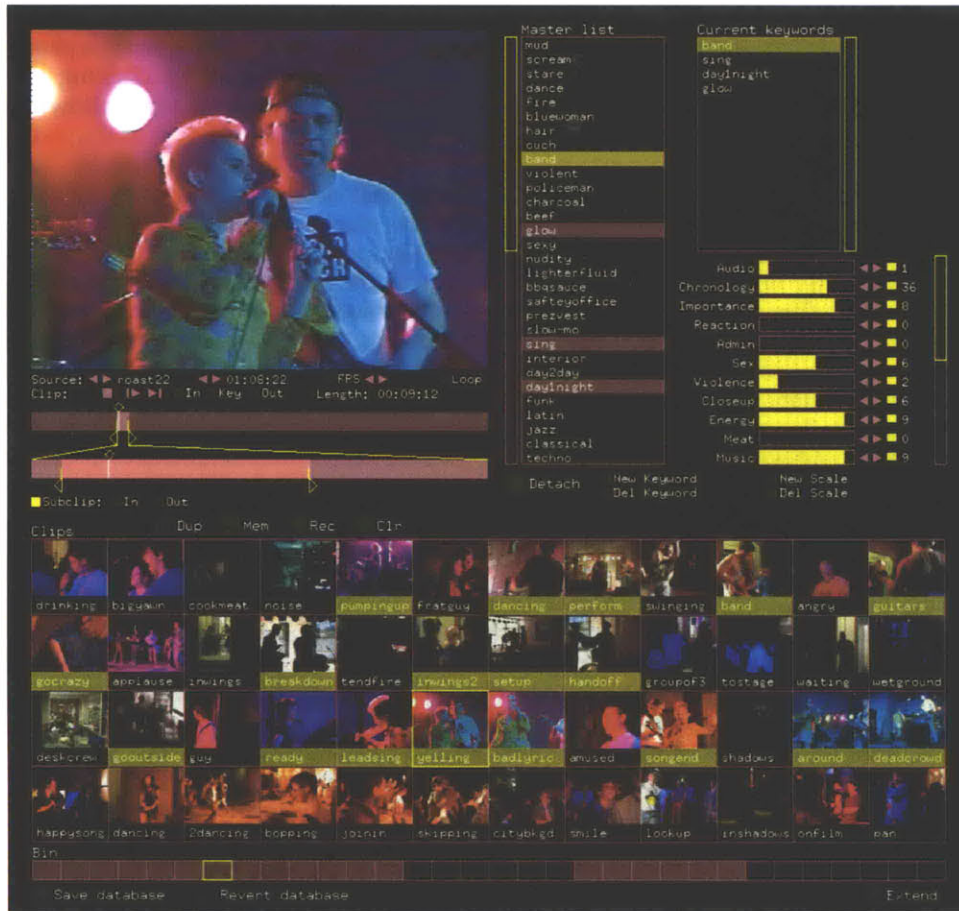 Master list
mud
scream
stare
dance
fire
bluewoman
hair
ouch
band
violent
policeman
charcoal
beef
glow
sexy
nudity
lighterfluid
bbqsauce
safteyoffice
prezvest
slow-mo
sing
interior
day2day
day1night
funk
latin
jazz
classical
techno
Detach
New Keyword
Del Keyword
Current keywords
band
sing
day1night
glow
Audio 1
Chronology 36
Importance 8
Reaction 0
Admin 0
Sex 6
Violence 2
Closeup 6
Energy 9
Meat 0
Music 9
New Scale
Del Scale
Source: roast22 01:08:22 FPS Loop
Clip: In Key Out Length: 00:09:12
Subclip: In Out
Clips Dup Mem Rec Clr
drinking bigyawn cookmeat noise pumpingup fratguy dancing perform swinging band angry guitars
gocrazy applause inwings breakdown tendfire inwings2 setup handoff groupof3 tostage waiting wetground
deskcrew gooutside guy ready leadsing yelling badlyric amused songend shadows around deadcrowd
happysong dancing 2dancing bopping joinin skipping citybkgd smile lookup inshadows onfilm pan
Bin
Save database Revert database Extend